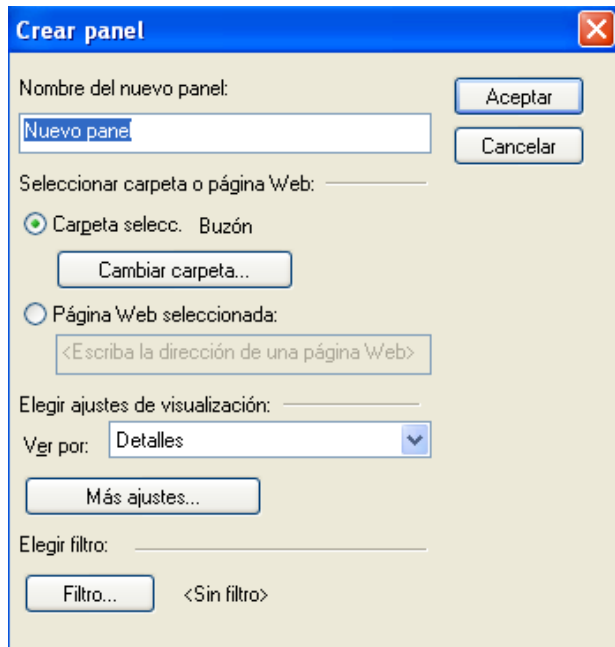 Crear panel
Nombre del nuevo panel:
Aceptar
Nuevo panel
Cancelar
Seleccionar carpeta o página Web:
Carpeta selecc. Buzón
Cambiar carpeta...
Página Web seleccionada:
<Escriba la dirección de una página Web>
Elegir ajustes de visualización:
Ver por: Detalles
Más ajustes...
Elegir filtro:
Filtro... <Sin filtro>